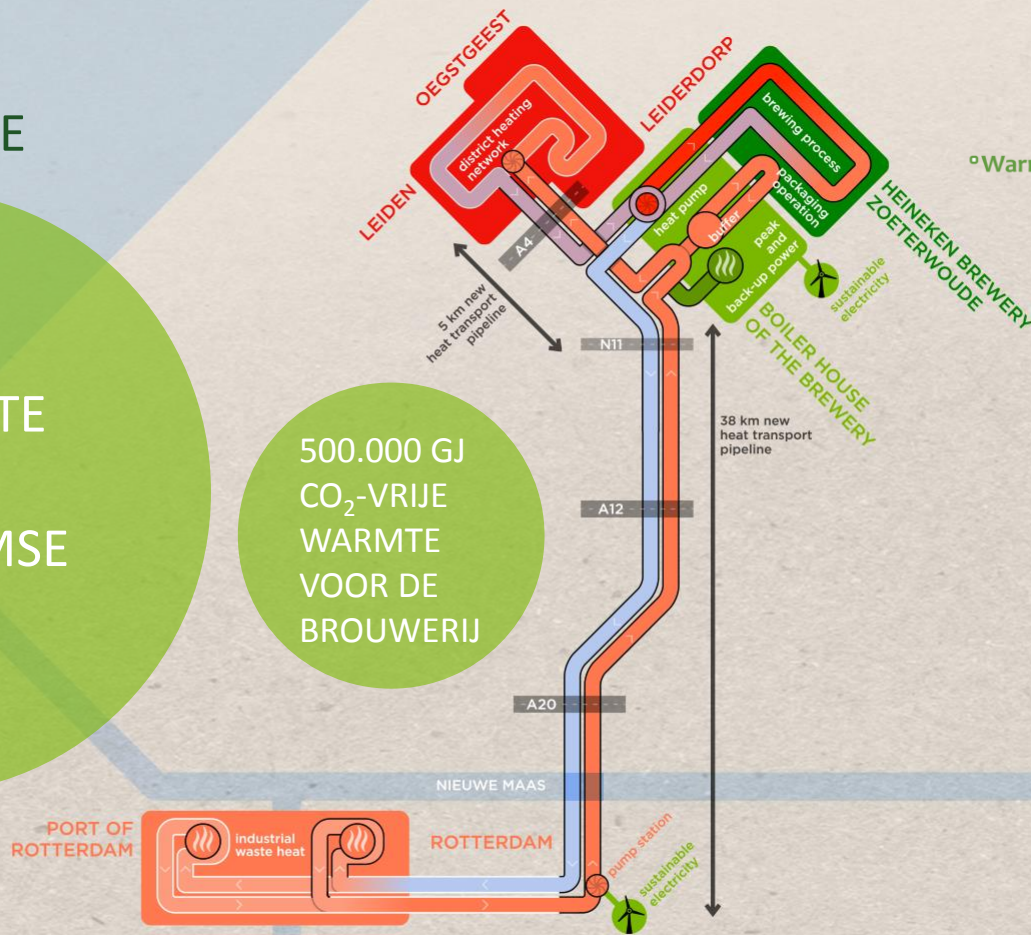 E
TE
MSE
500.000 GJ
CO₂-VRIJE
WARMTE
VOOR DE
BROUWERIJ
OEGSTGEEST
LEIDEN
district heating
network
LEIDERDORP
A4
5 km new
heat transport
pipeline
brewing process
packaging
operation
heat pump
buffer
peak
and
back-up power
HEINEKEN BREWERY
ZOETERWOUDE
sustainable
electricity
BOILER HOUSE
OF THE BREWERY
°Warr
N11
38 km new
heat transport
pipeline
A12
A20
NIEUWE MAAS
PORT OF
ROTTERDAM
industrial
waste heat
ROTTERDAM
pump station
sustainable
electricity